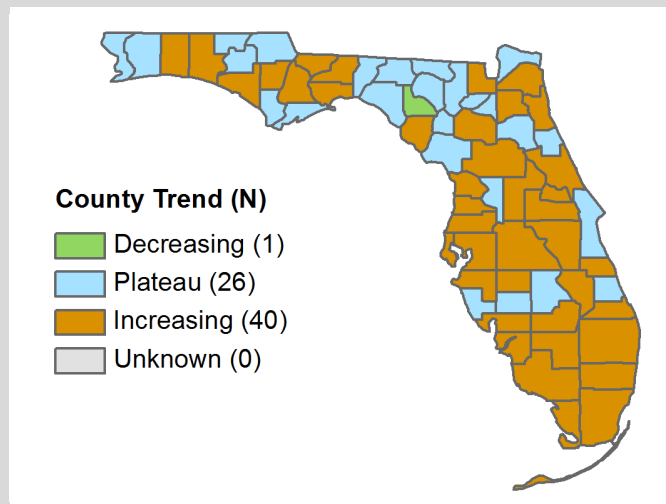 County Trend (N)
Decreasing (1)
Plateau (26)
Increasing (40)
Unknown (0)